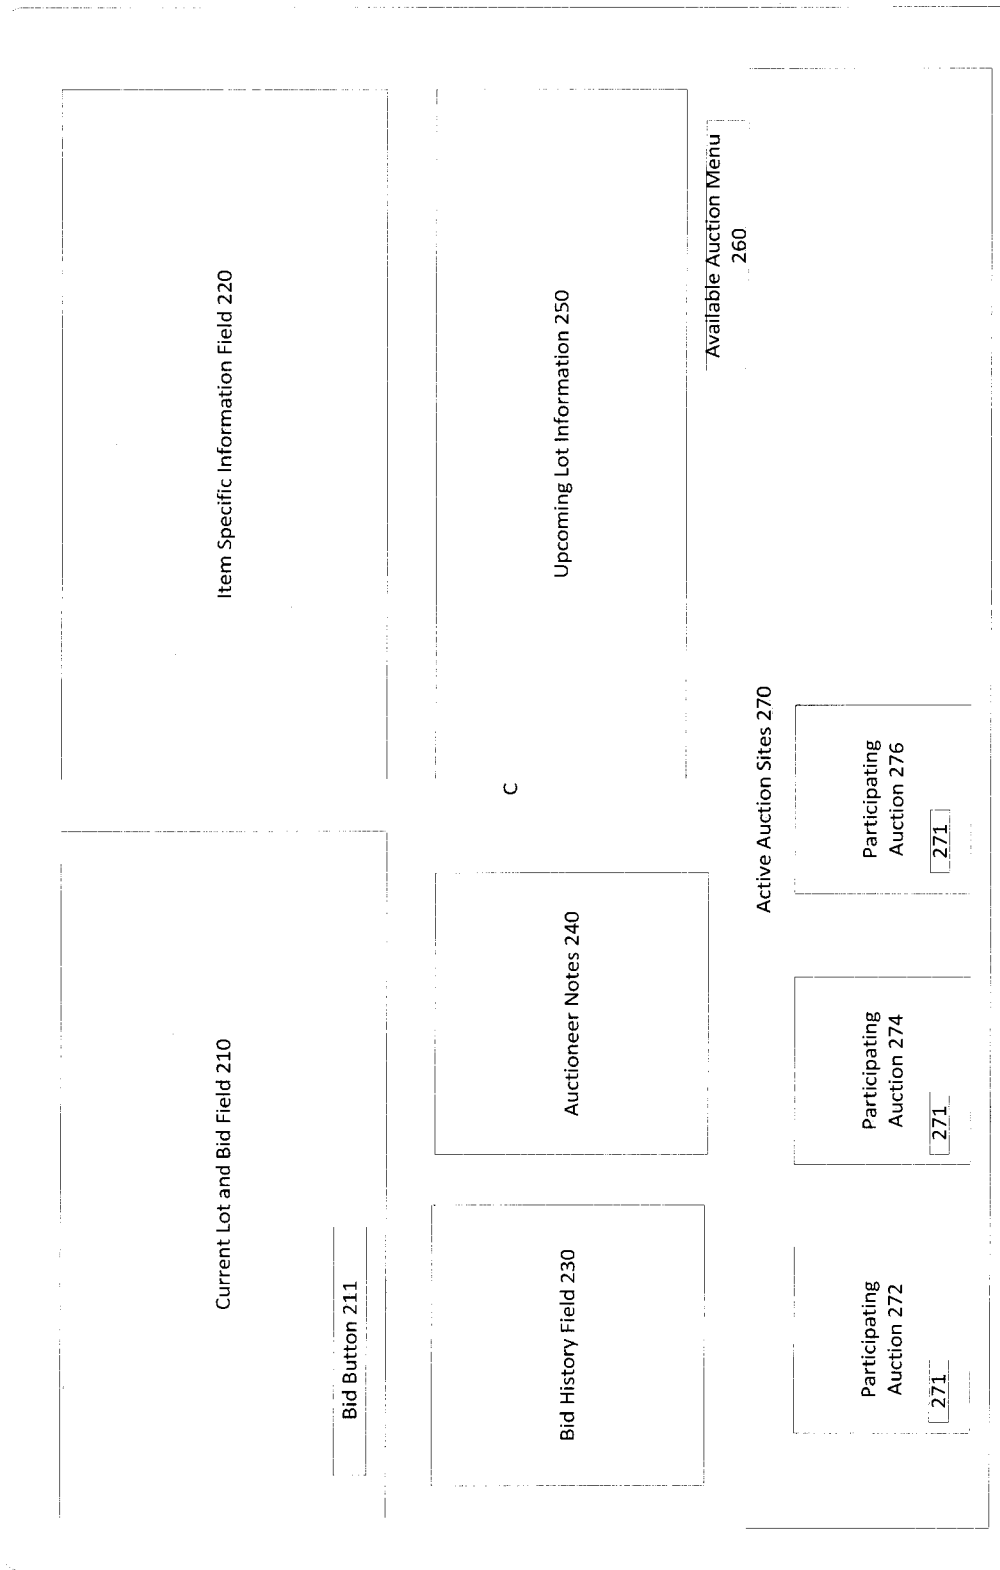 Current Lot and Bid Field 210
Bid Button 211
Item Specific Information Field 220
Bid History Field 230
Auctioneer Notes 240
C
Upcoming Lot Information 250
Available Auction Menu
260
Active Auction Sites 270
Participating
Auction 272
271
Participating
Auction 274
271
Participating
Auction 276
271